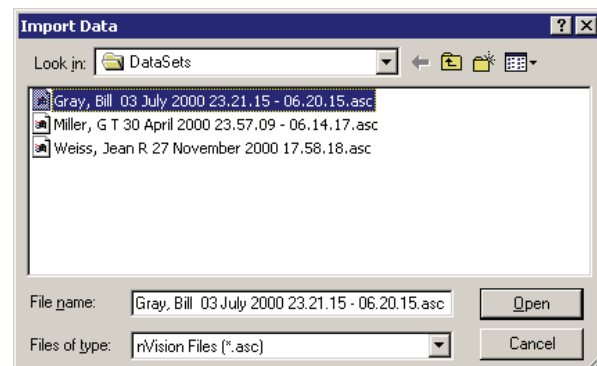 Import Data
Look in: DataSets
Gray, Bill 03 July 2000 23.21.15 - 06.20.15.asc
Miller, G T 30 April 2000 23.57.09 - 06.14.17.asc
Weiss, Jean R 27 November 2000 17.58.18.asc
File name: Gray, Bill 03 July 2000 23.21.15 - 06.20.15.asc Open
Files of type: nVision Files (*.asc) Cancel